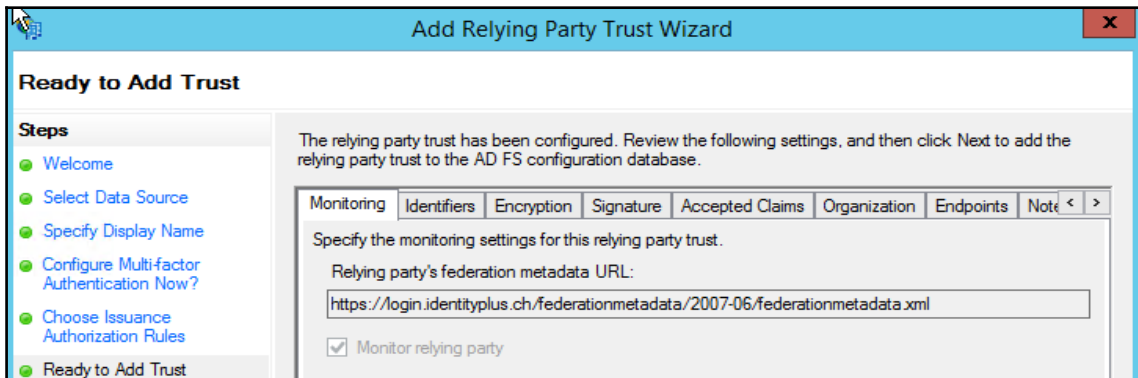 Add Relying Party Trust Wizard
x
Ready to Add Trust
Steps
Welcome
Select Data Source
Specify Display Name
Configure Multi-factor
Authentication Now?
Choose Issuance
Authorization Rules
Ready to Add Trust
The relying party trust has been configured. Review the following settings, and then click Next to add the
relying party trust to the AD FS configuration database.
Monitoring Identifiers Encryption Signature Accepted Claims Organization Endpoints Note < >
Specify the monitoring settings for this relying party trust.
Relying party's federation metadata URL:
https://login.identityplus.ch/federationmetadata/2007-06/federationmetadata.xml
Monitor relying party